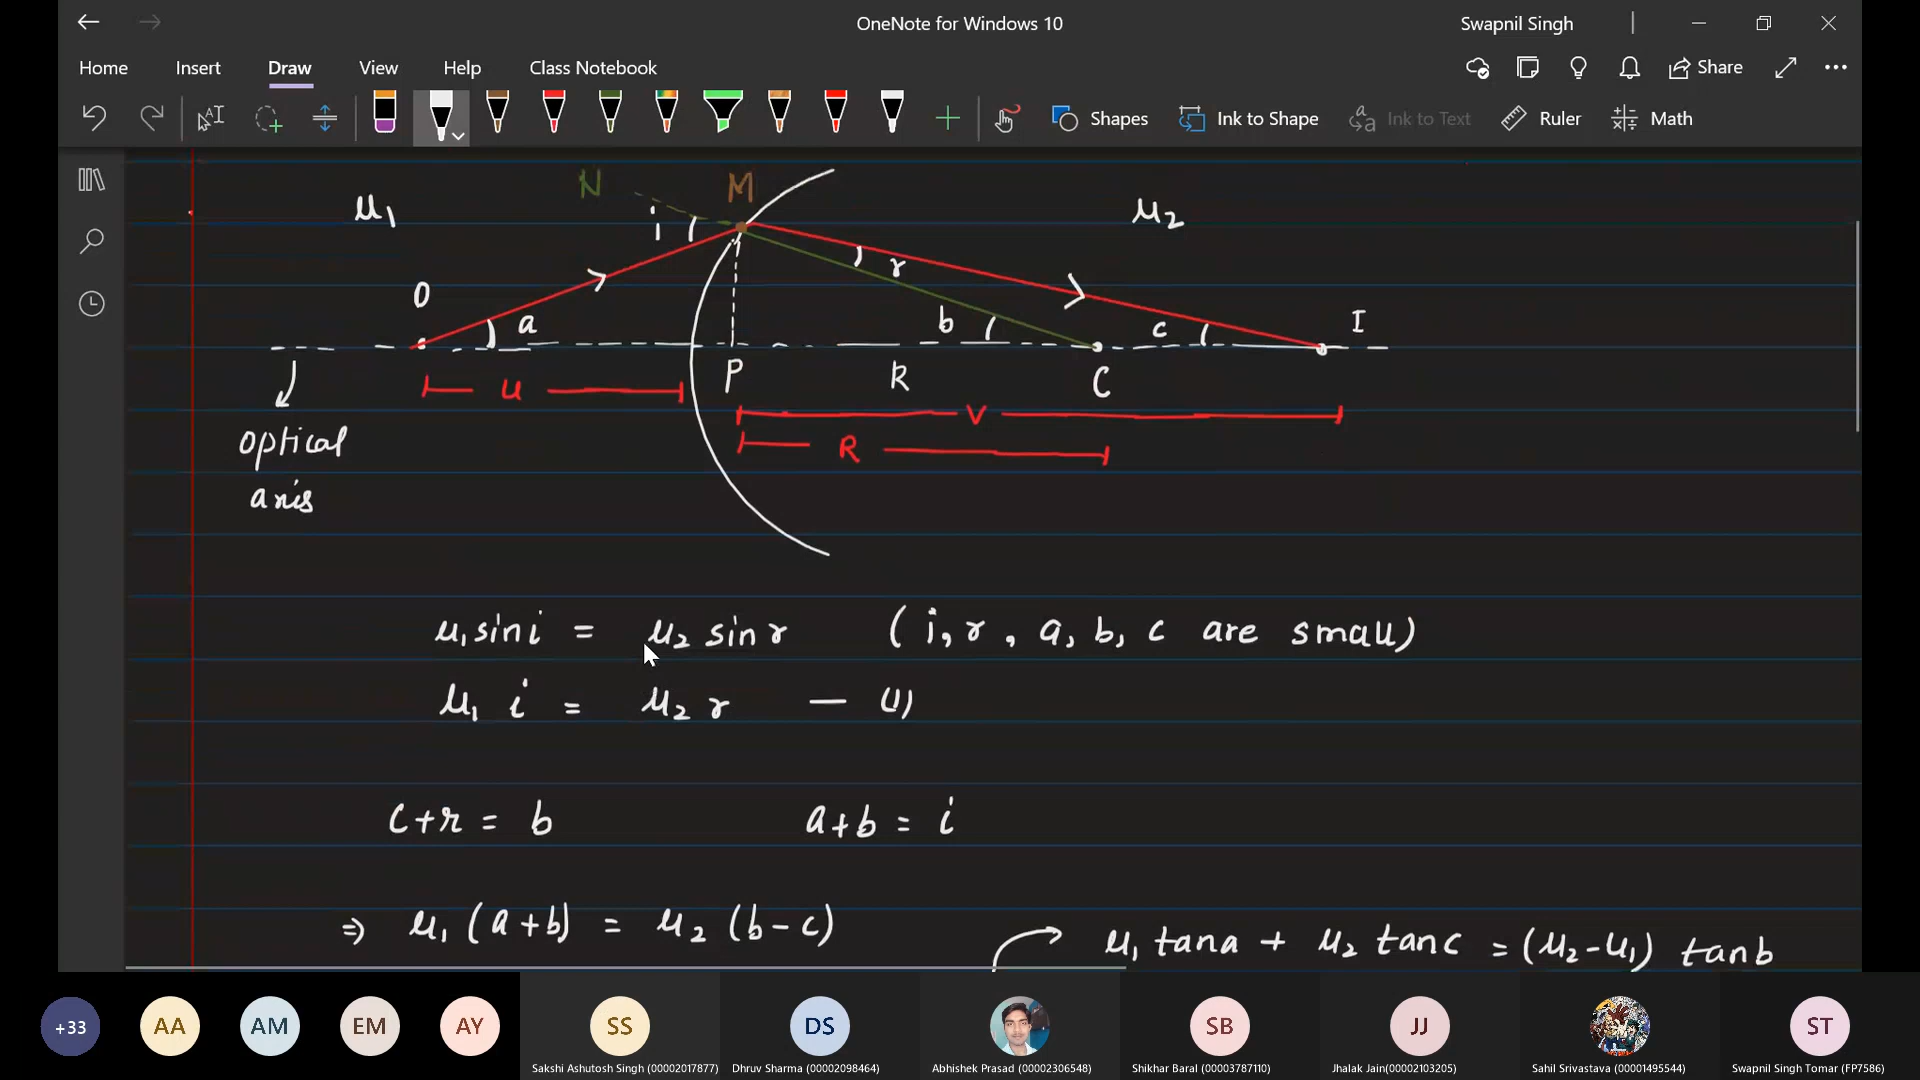 OneNote for Windows 10
Swapnil Singh
Home Insert Draw View Help Class Notebook
Share
Shapes Ink to Shape Ink to Text Ruler Math
N M
μ₁ i μ₂
r
O a b c I
P R C
u
V
R
optical
axis
μ₁ sin i = μ₂ sin r ( i, r, a, b, c are small)
μ₁ i = μ₂ r — (1)
c+r = b a+b = i
⇒ μ₁ (a+b) = μ₂ (b-c)
μ₁ tan a + μ₂ tan c = (μ₂-μ₁) tan b
+33 AA AM EM AY SS DS SB JJ ST
Sakshi Ashutosh Singh (00002017877) Dhruv Sharma (00002098464) Abhishek Prasad (00002306548) Shikhar Baral (00003787110) Jhalak Jain(00002103205) Sahil Srivastava (00001495544) Swapnil Singh Tomar (FP7586)